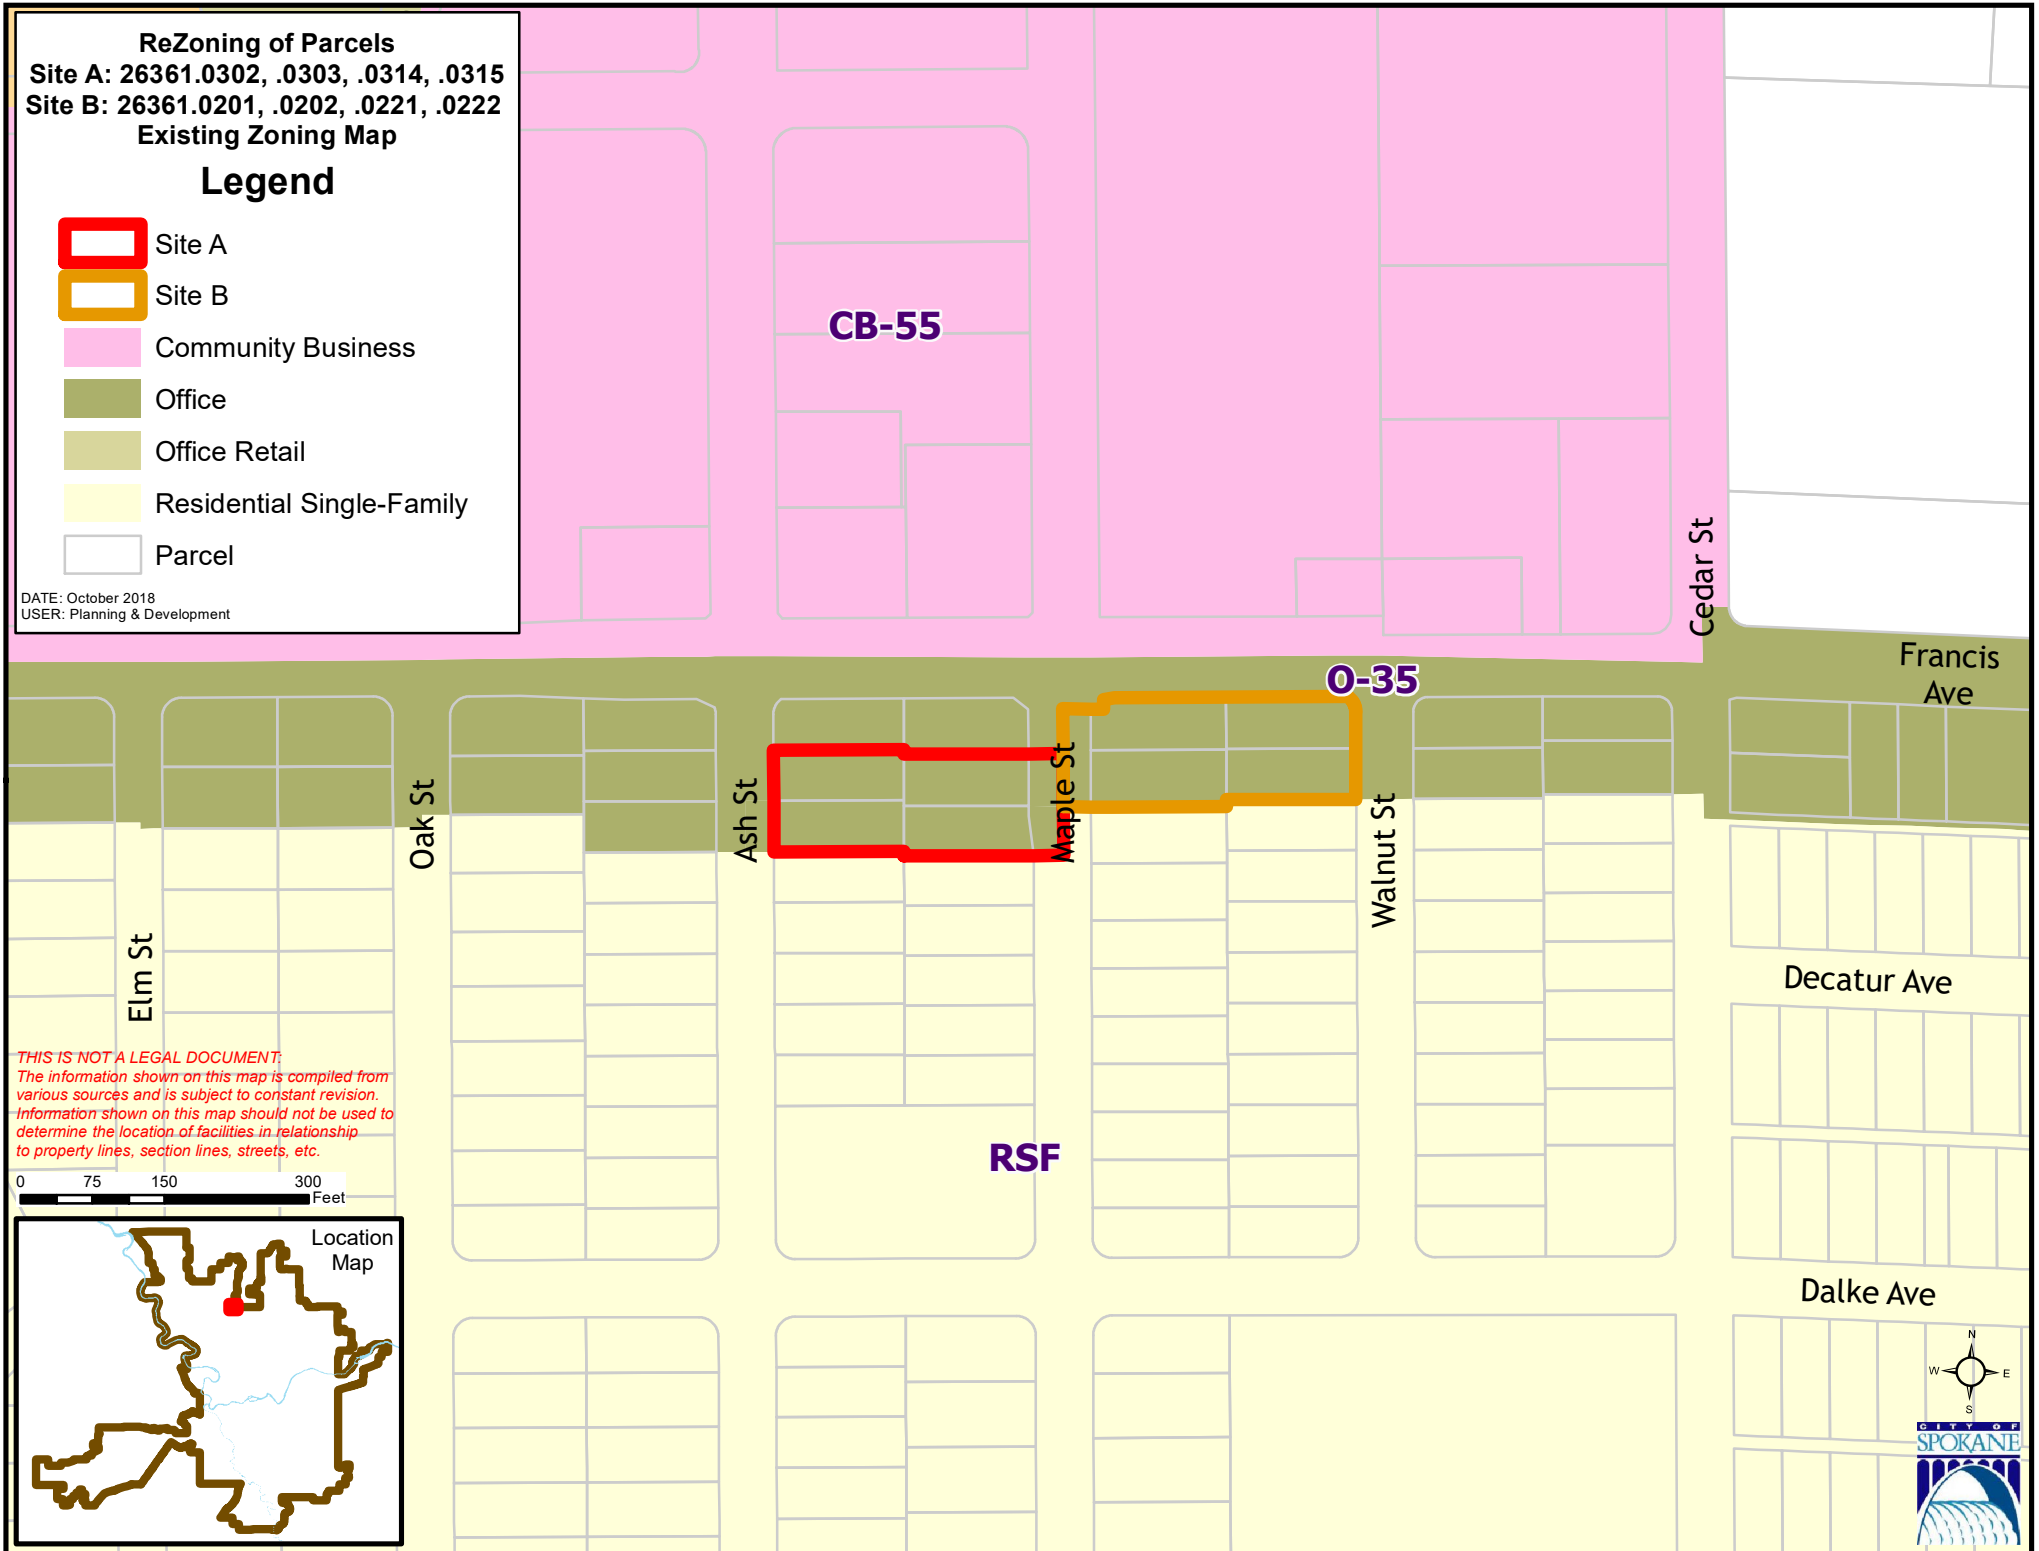 ReZoning of Parcels
Site A: 26361.0302, .0303, .0314, .0315
Site B: 26361.0201, .0202, .0221, .0222
Existing Zoning Map
Legend
Site A
Site B
Community Business
Office
Office Retail
Residential Single-Family
Parcel
DATE: October 2018
USER: Planning & Development
CB-55
Cedar St
Francis
Ave
O-35
Oak St
Ash St
Maple St
Walnut St
Elm St
Decatur Ave
THIS IS NOT A LEGAL DOCUMENT:
The information shown on this map is compiled from
various sources and is subject to constant revision.
Information shown on this map should not be used to
determine the location of facilities in relationship
to property lines, section lines, streets, etc.
RSF
0 75 150 300
Feet
Location
Map
Dalke Ave
N
W E
S
CITY OF
SPOKANE